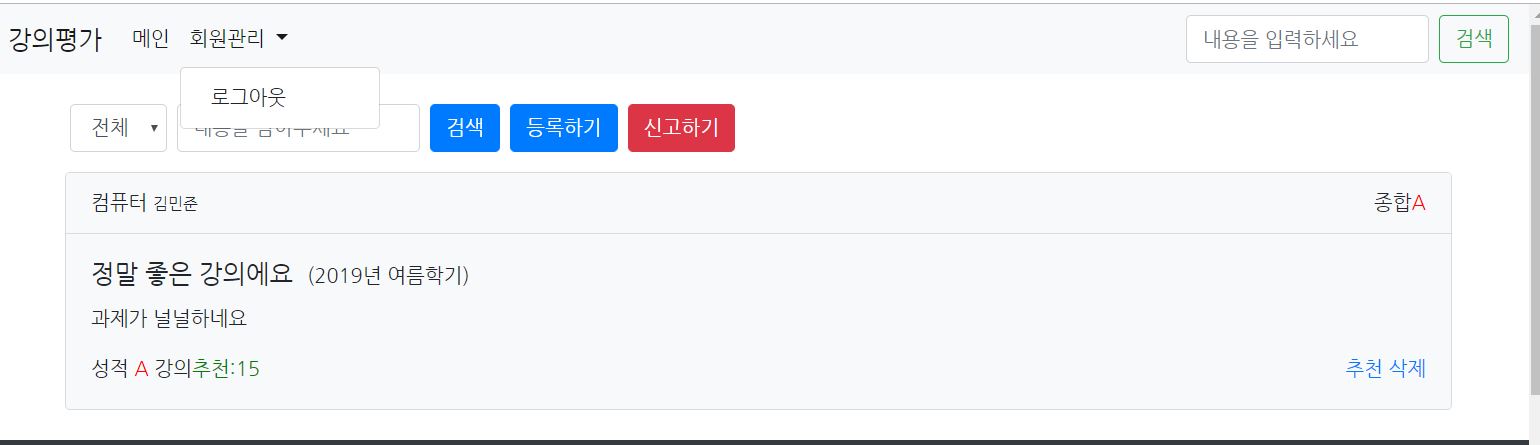 강의평가 메인 회원관리 내용을 입력하세요 검색
로그아웃
전체 검색 등록하기 신고하기
컴퓨터 김민준 종합A
정말 좋은 강의에요 (2019년 여름학기)
과제가 널널하네요
성적 A 강의추천:15 추천 삭제